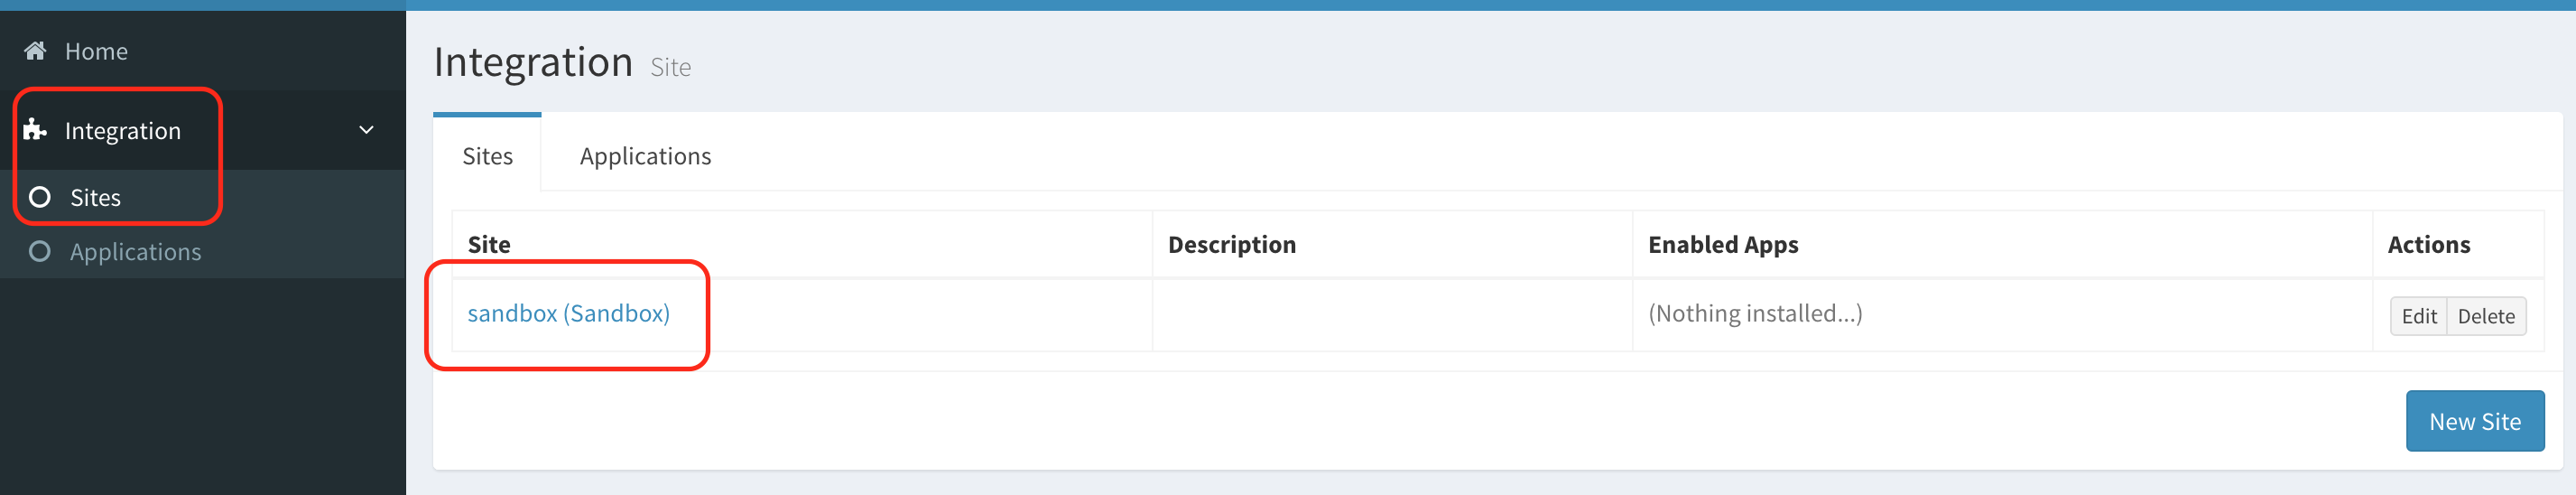 Home
Integration
Sites
Applications
Integration Site
Sites Applications
Site Description Enabled Apps Actions
sandbox (Sandbox) (Nothing installed...) Edit Delete
New Site